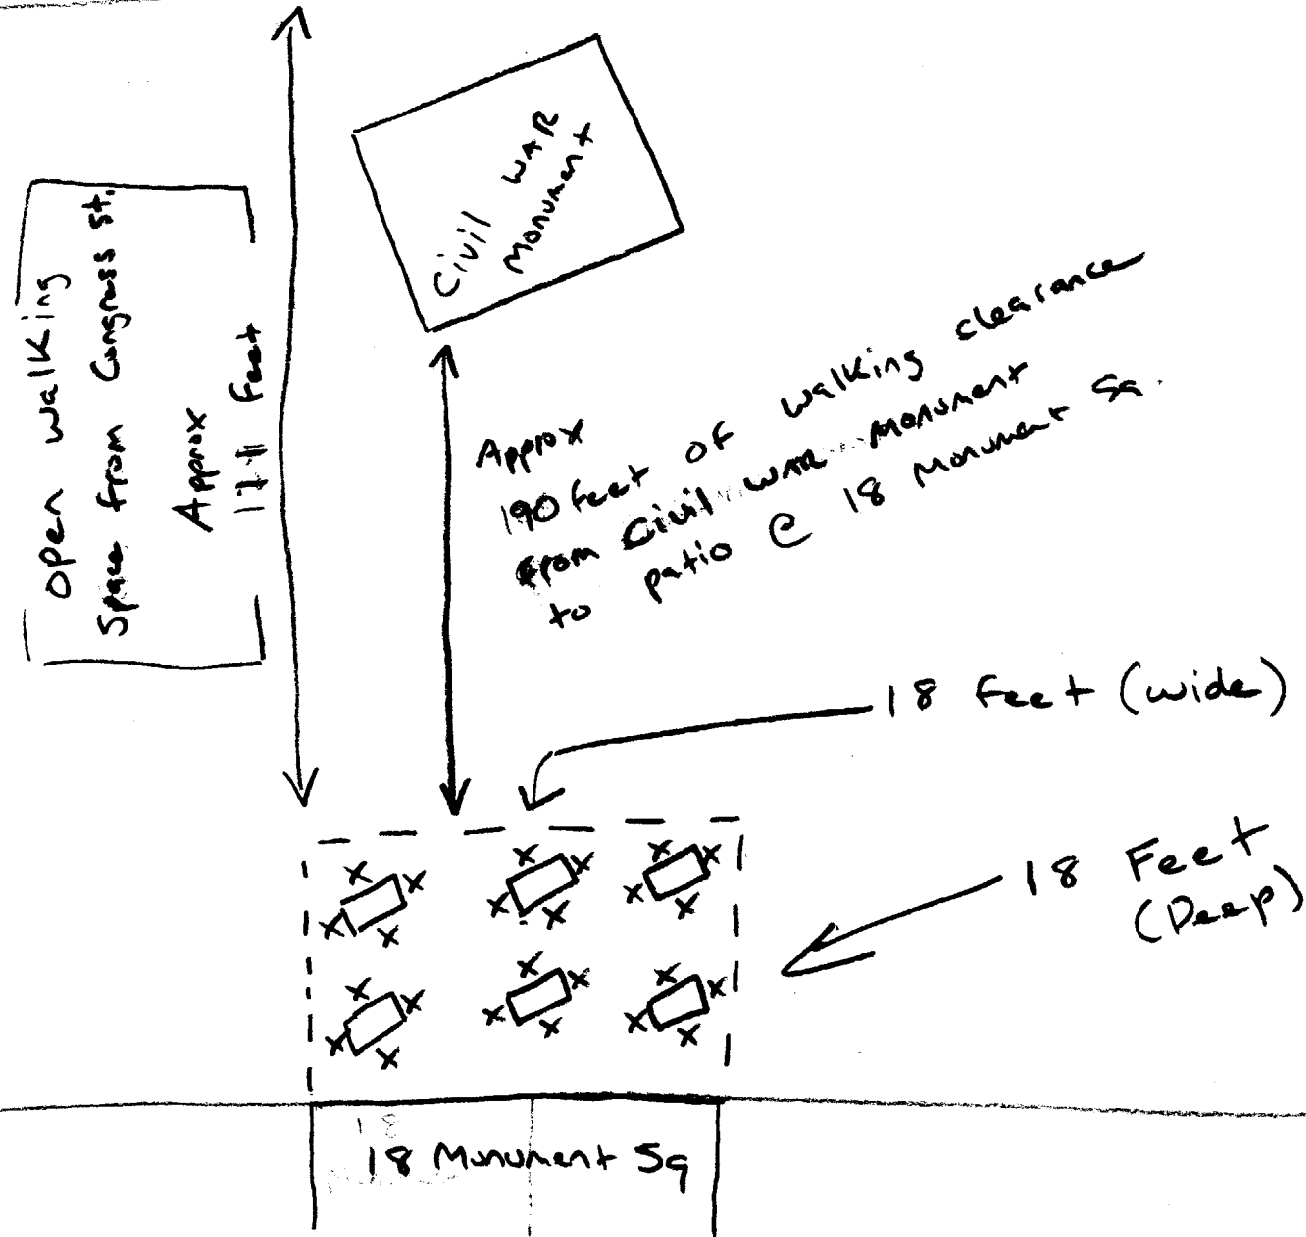 Civil WAR
Monument
Open walking
Space from Congress St.
Approx
Feet
Approx
190 feet of walking clearance
from Civil WAR Monument
to patio @ 18 Monument Sq.
18 Feet (wide)
18 Feet
(Deep)
18
18 Monument Sq